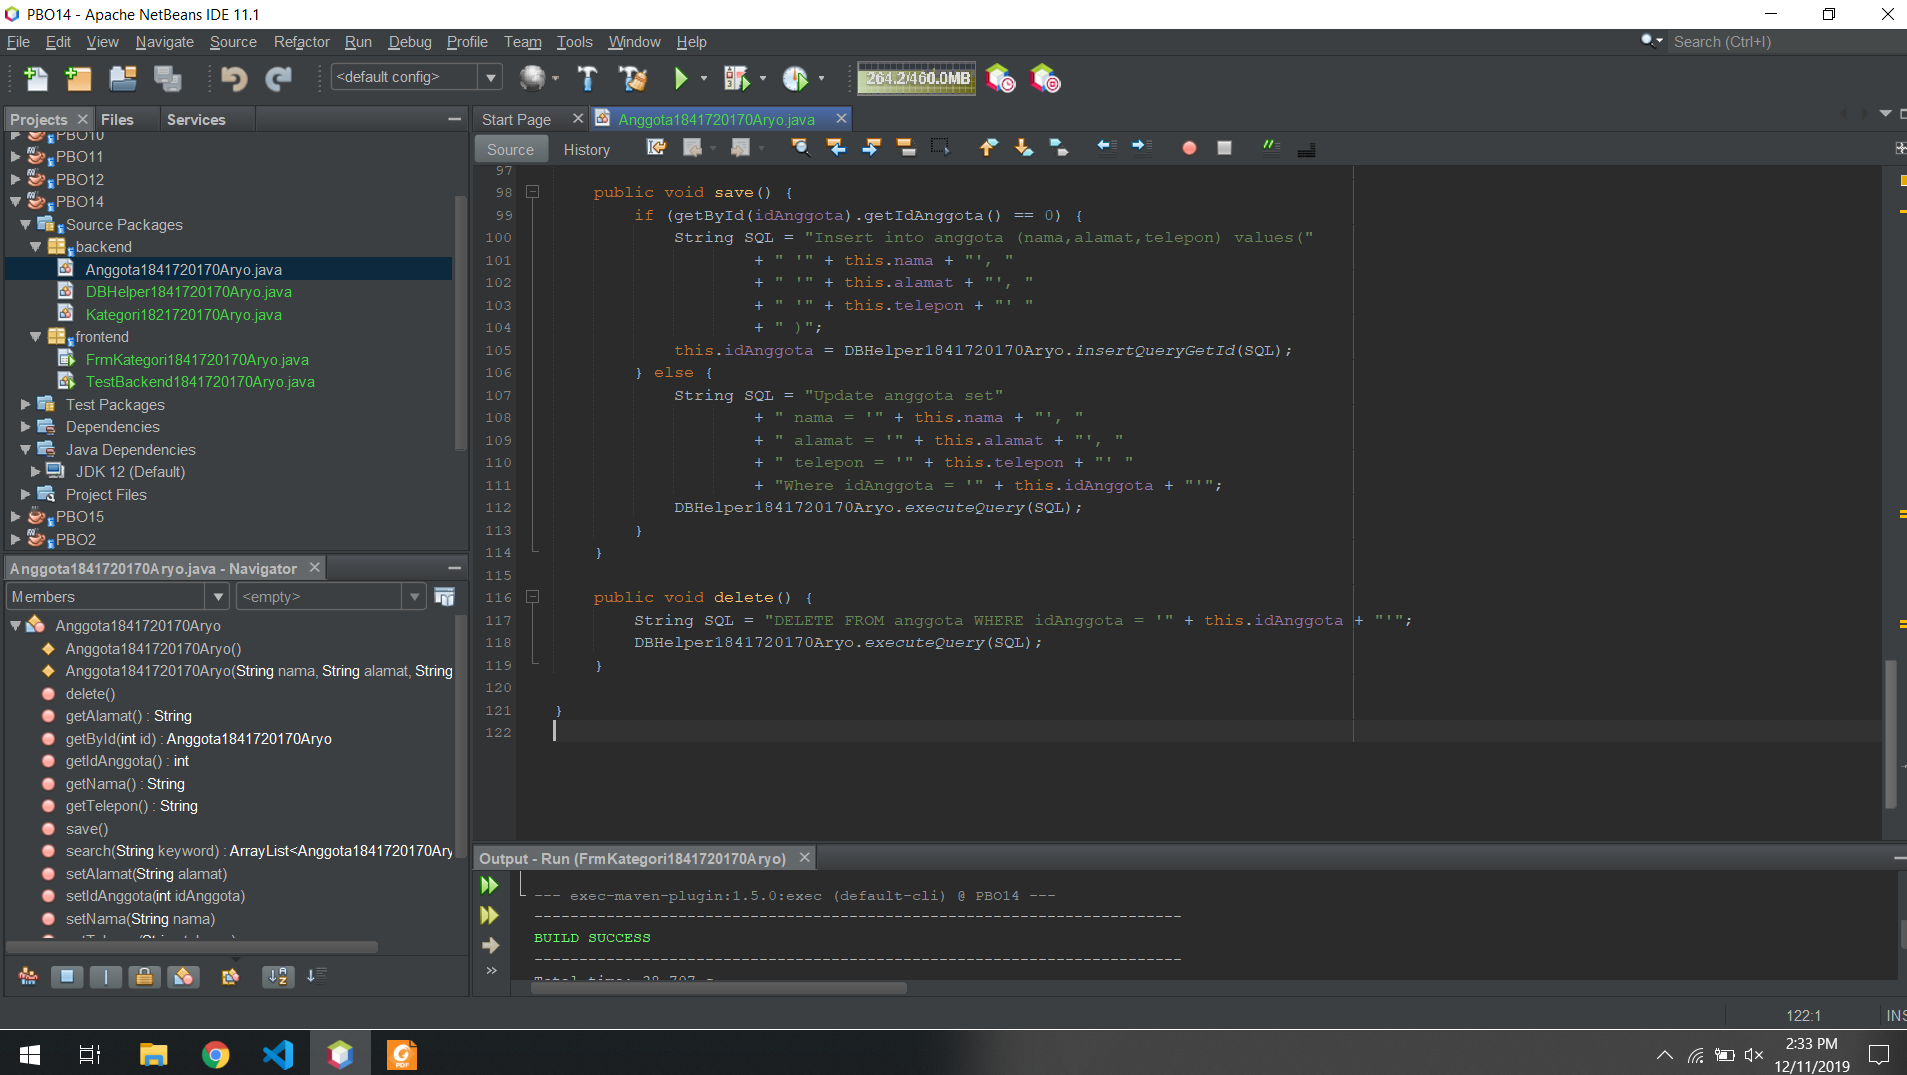 PBO14 - Apache NetBeans IDE 11.1
File Edit View Navigate Source Refactor Run Debug Profile Team Tools Window Help
Search (Ctrl+I)
<default config>
264.2/460.0MB
Projects Files Services
PBO10
PBO11
PBO12
PBO14
Source Packages
backend
Anggota1841720170Aryo.java
DBHelper1841720170Aryo.java
Kategori1821720170Aryo.java
frontend
FrmKategori1841720170Aryo.java
TestBackend1841720170Aryo.java
Test Packages
Dependencies
Java Dependencies
JDK 12 (Default)
Project Files
PBO15
PBO2
Anggota1841720170Aryo.java - Navigator
Members <empty>
Anggota1841720170Aryo
Anggota1841720170Aryo()
Anggota1841720170Aryo(String nama, String alamat, String
delete()
getAlamat() : String
getById(int id) : Anggota1841720170Aryo
getIdAnggota() : int
getNama() : String
getTelepon() : String
save()
search(String keyword) : ArrayList<Anggota1841720170Ary
setAlamat(String alamat)
setIdAnggota(int idAnggota)
setNama(String nama)
Start Page Anggota1841720170Aryo.java
Source History
97
98 public void save() {
99 if (getById(idAnggota).getIdAnggota() == 0) {
100 String SQL = "Insert into anggota (nama,alamat,telepon) values("
101 + " '" + this.nama + "', "
102 + " '" + this.alamat + "', "
103 + " '" + this.telepon + "' "
104 + " )";
105 this.idAnggota = DBHelper1841720170Aryo.insertQueryGetId(SQL);
106 } else {
107 String SQL = "Update anggota set"
108 + " nama = '" + this.nama + "', "
109 + " alamat = '" + this.alamat + "', "
110 + " telepon = '" + this.telepon + "' "
111 + "Where idAnggota = '" + this.idAnggota + "'";
112 DBHelper1841720170Aryo.executeQuery(SQL);
113 }
114 }
115
116 public void delete() {
117 String SQL = "DELETE FROM anggota WHERE idAnggota = '" + this.idAnggota + "'";
118 DBHelper1841720170Aryo.executeQuery(SQL);
119 }
120
121 }
122
Output - Run (FrmKategori1841720170Aryo)
--- exec-maven-plugin:1.5.0:exec (default-cli) @ PBO14 ---
------------------------------------------------------------------------
BUILD SUCCESS
------------------------------------------------------------------------
Total time: 38.707 s
122:1 INS
2:33 PM
12/11/2019